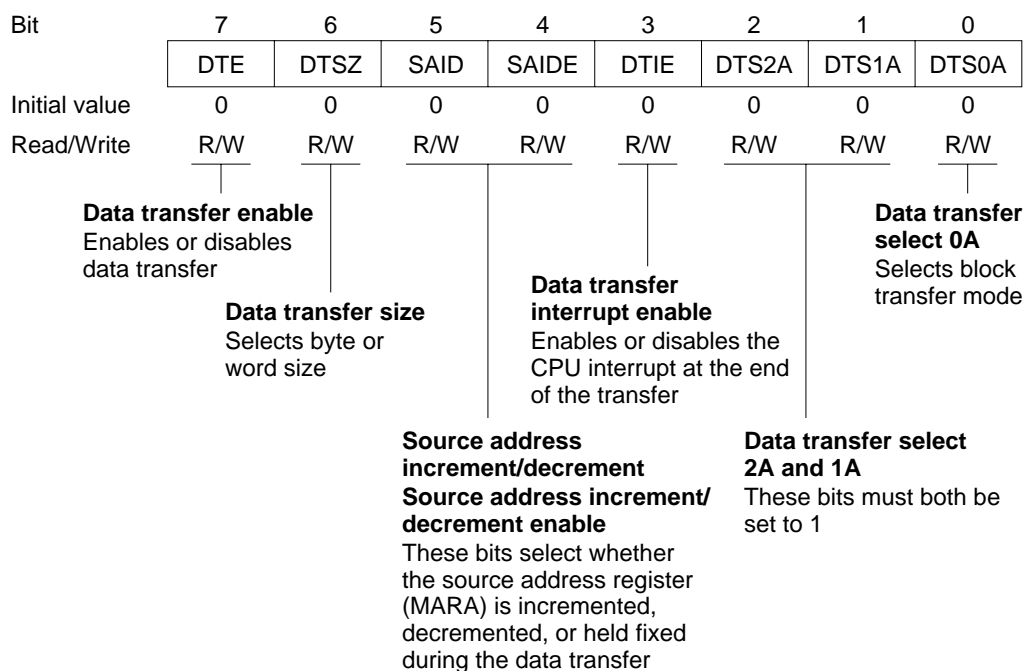 Bit 7 6 5 4 3 2 1 0
DTE DTSZ SAID SAIDE DTIE DTS2A DTS1A DTS0A
Initial value 0 0 0 0 0 0 0 0
Read/Write R/W R/W R/W R/W R/W R/W R/W R/W
Data transfer enable
Enables or disables
data transfer
Data transfer size
Selects byte or
word size
Source address
increment/decrement
Source address increment/
decrement enable
These bits select whether
the source address register
(MARA) is incremented,
decremented, or held fixed
during the data transfer
Data transfer
interrupt enable
Enables or disables the
CPU interrupt at the end
of the transfer
Data transfer select
2A and 1A
These bits must both be
set to 1
Data transfer
select 0A
Selects block
transfer mode